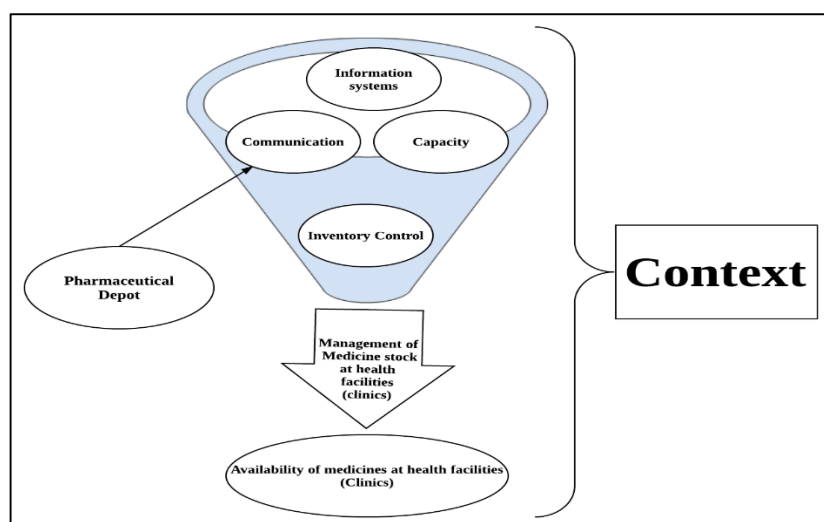 Information
systems
Communication
Capacity
Inventory Control
Pharmaceutical
Depot
Context
Management of
Medicine stock
at health
facilities
(clinics)
Availability of medicines at health facilities
(Clinics)